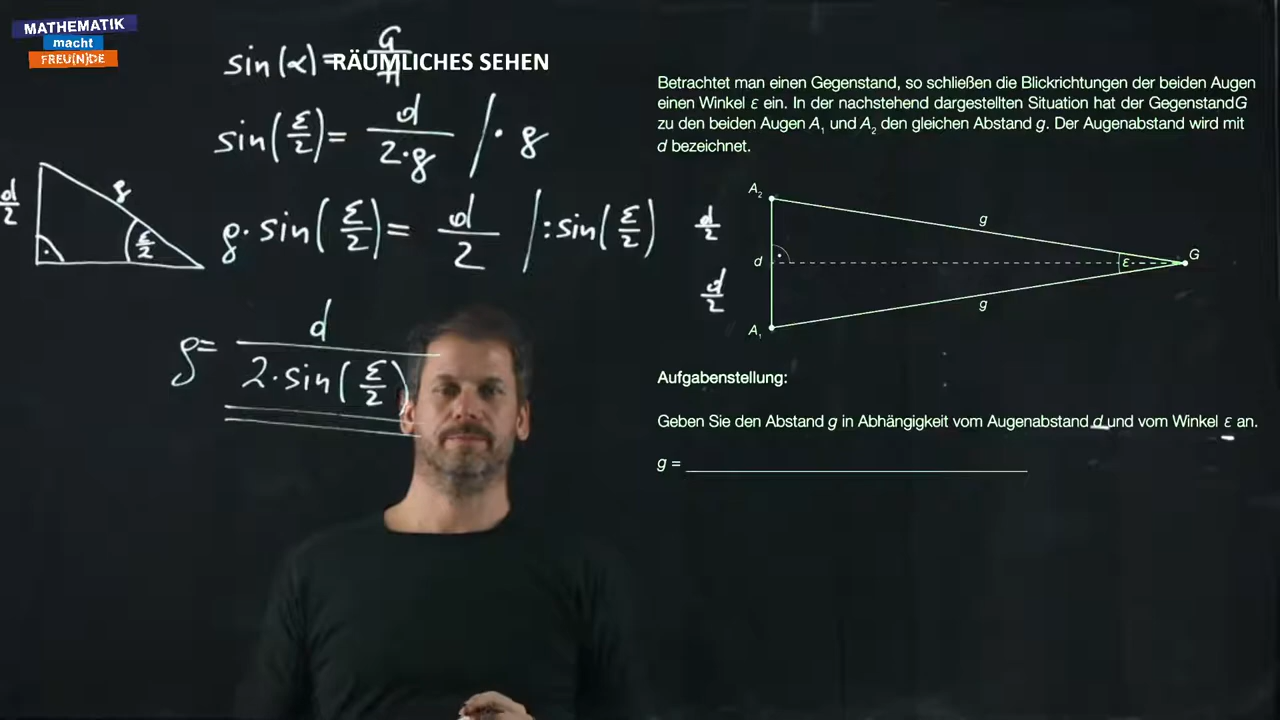 MATHEMATIK
macht
FREU(N)DE
RÄUMLICHES SEHEN
sin(α)= G/H
sin(ε/2)= d/2·g /· g
g· sin(ε/2)= d/2 /:sin(ε/2)
d/2
g
ε/2
g= d/2·sin(ε/2)
Betrachtet man einen Gegenstand, so schließen die Blickrichtungen der beiden Augen
einen Winkel ε ein. In der nachstehend dargestellten Situation hat der Gegenstand G
zu den beiden Augen A₁ und A₂ den gleichen Abstand g. Der Augenabstand wird mit
d bezeichnet.
A₂
g
d/2
d
ε
G
d/2
g
A₁
Aufgabenstellung:
Geben Sie den Abstand g in Abhängigkeit vom Augenabstand d und vom Winkel ε an.
g =